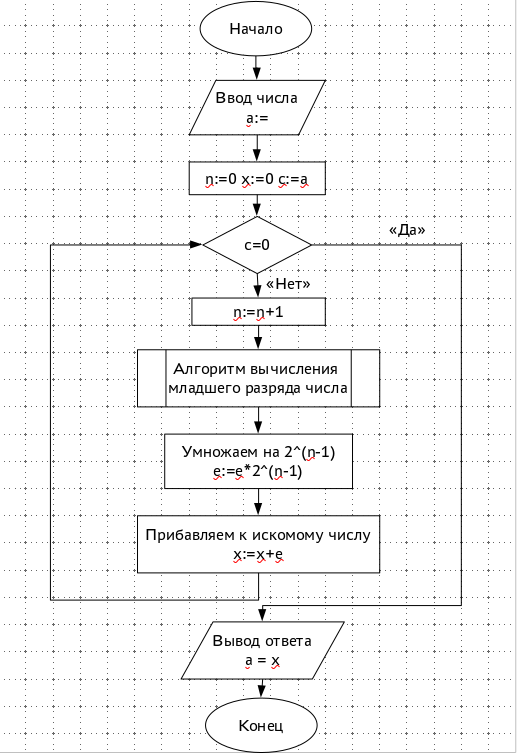 Начало
Ввод числа
a:=
n:=0 x:=0 c:=a
c=0
«Да»
«Нет»
n:=n+1
Алгоритм вычисления
младшего разряда числа
Умножаем на 2^(n-1)
e:=e*2^(n-1)
Прибавляем к искомому числу
x:=x+e
Вывод ответа
a = x
Конец